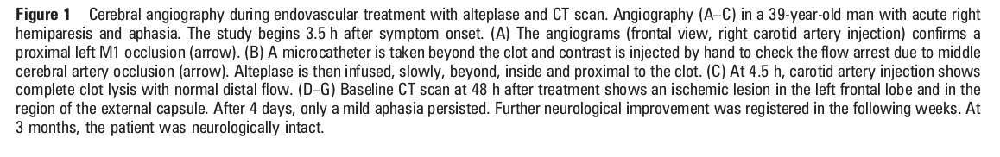 Figure 1 Cerebral angiography during endovascular treatment with alteplase and CT scan. Angiography (A–C) in a 39-year-old man with acute right
hemiparesis and aphasia. The study begins 3.5 h after symptom onset. (A) The angiograms (frontal view, right carotid artery injection) confirms a
proximal left M1 occlusion (arrow). (B) A microcatheter is taken beyond the clot and contrast is injected by hand to check the flow arrest due to middle
cerebral artery occlusion (arrow). Alteplase is then infused, slowly, beyond, inside and proximal to the clot. (C) At 4.5 h, carotid artery injection shows
complete clot lysis with normal distal flow. (D–G) Baseline CT scan at 48 h after treatment shows an ischemic lesion in the left frontal lobe and in the
region of the external capsule. After 4 days, only a mild aphasia persisted. Further neurological improvement was registered in the following weeks. At
3 months, the patient was neurologically intact.